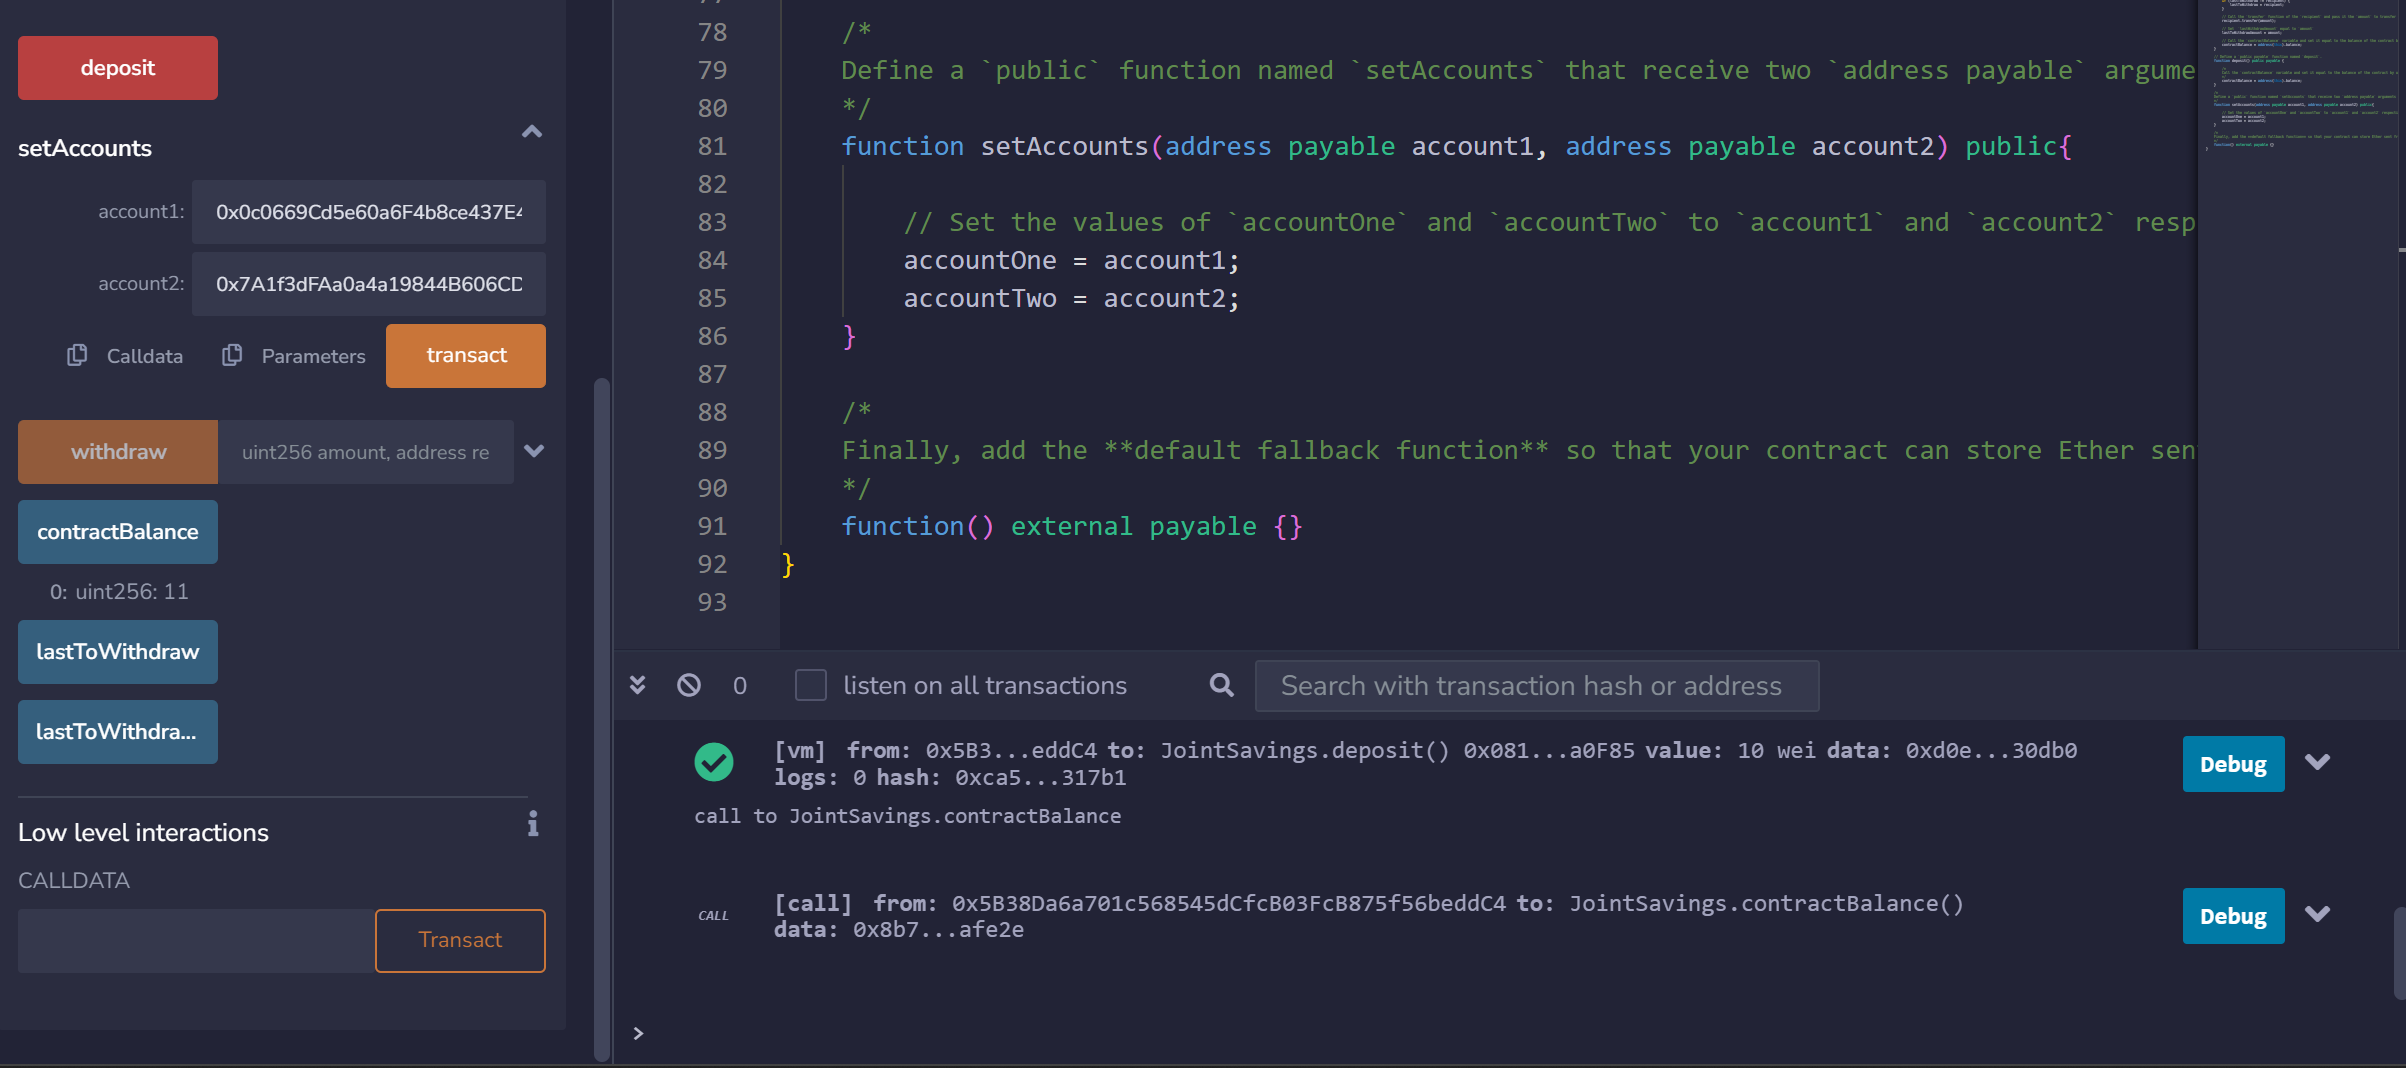 deposit
setAccounts
account1: 0x0c0669Cd5e60a6F4b8ce437E4
account2: 0x7A1f3dFAa0a4a19844B606CD
Calldata Parameters transact
withdraw uint256 amount, address re
contractBalance
0: uint256: 11
lastToWithdraw
lastToWithdra...
Low level interactions
CALLDATA
Transact
78 /*
79 Define a `public` function named `setAccounts` that receive two `address payable` argume
80 */
81 function setAccounts(address payable account1, address payable account2) public{
82
83 // Set the values of `accountOne` and `accountTwo` to `account1` and `account2` resp
84 accountOne = account1;
85 accountTwo = account2;
86 }
87
88 /*
89 Finally, add the **default fallback function** so that your contract can store Ether sen
90 */
91 function() external payable {}
92 }
93
0 listen on all transactions Search with transaction hash or address
[vm] from: 0x5B3...eddC4 to: JointSavings.deposit() 0x081...a0F85 value: 10 wei data: 0xd0e...30db0
logs: 0 hash: 0xca5...317b1
Debug
call to JointSavings.contractBalance
CALL
[call] from: 0x5B38Da6a701c568545dCfcB03FcB875f56beddC4 to: JointSavings.contractBalance()
data: 0x8b7...afe2e
Debug
>